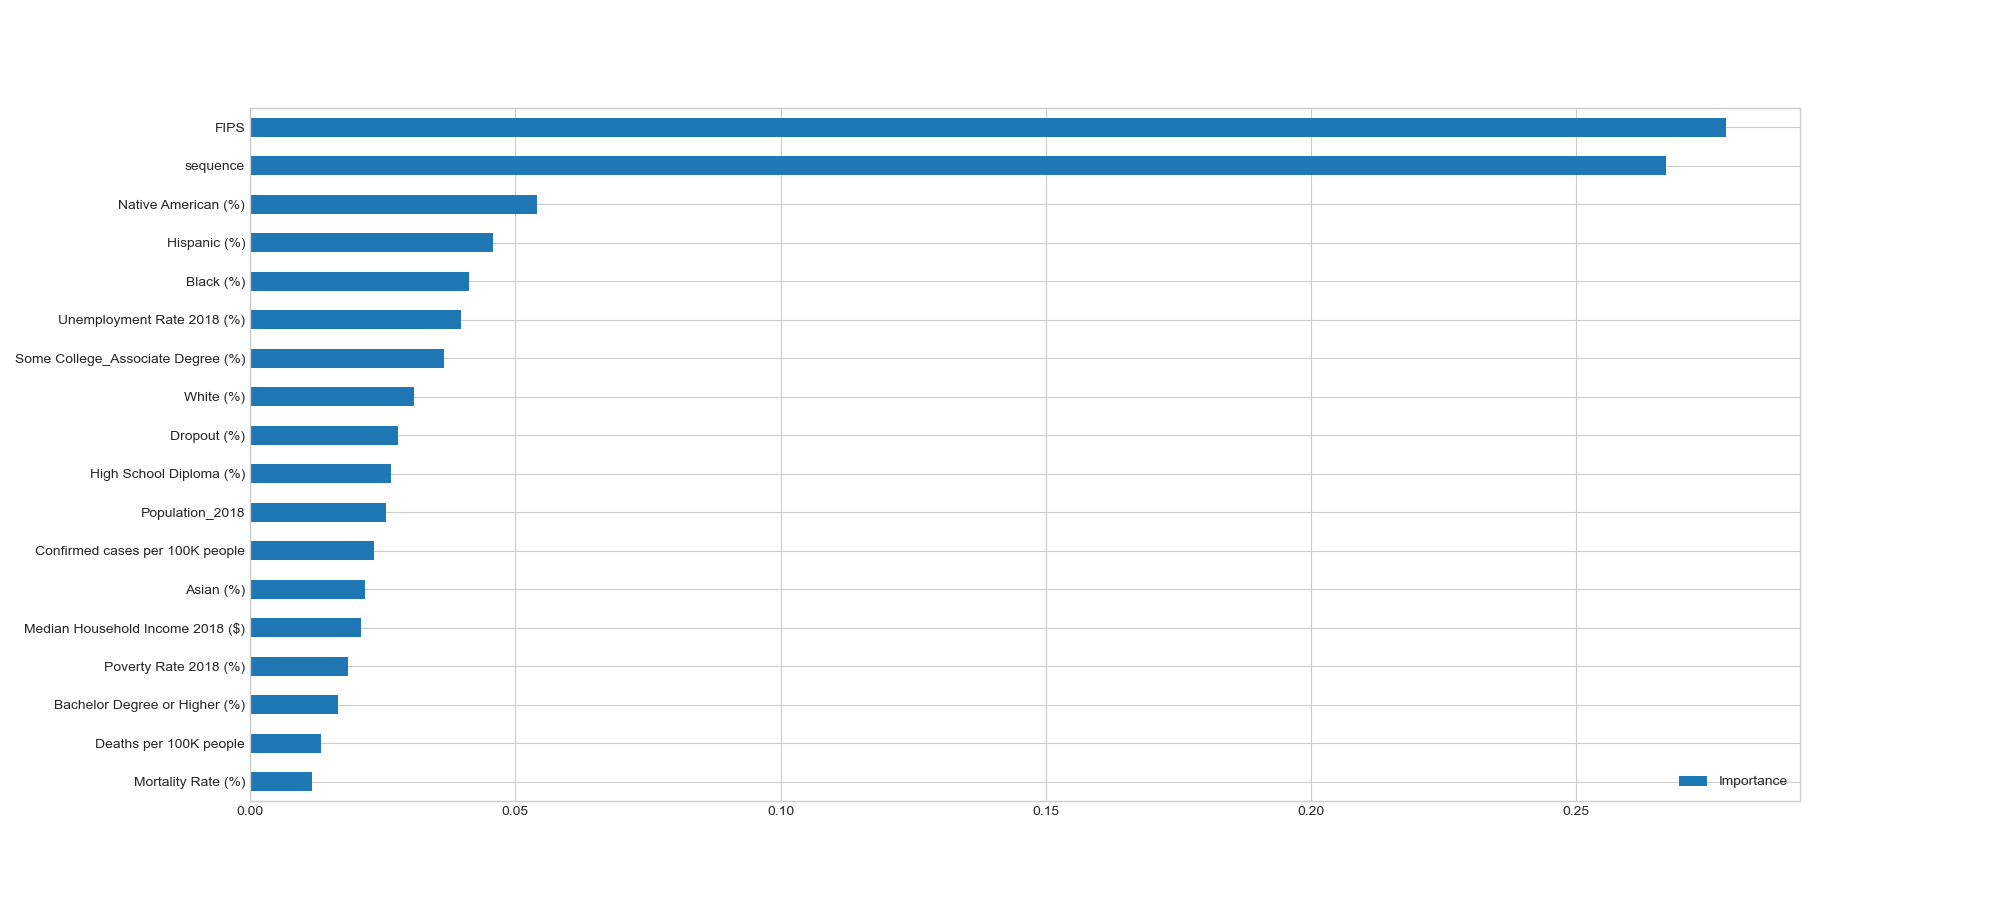 FIPS
sequence
Native American (%)
Hispanic (%)
Black (%)
Unemployment Rate 2018 (%)
Some College_Associate Degree (%)
White (%)
Dropout (%)
High School Diploma (%)
Population_2018
Confirmed cases per 100K people
Asian (%)
Median Household Income 2018 ($)
Poverty Rate 2018 (%)
Bachelor Degree or Higher (%)
Deaths per 100K people
Mortality Rate (%)
Importance
0.00 0.05 0.10 0.15 0.20 0.25